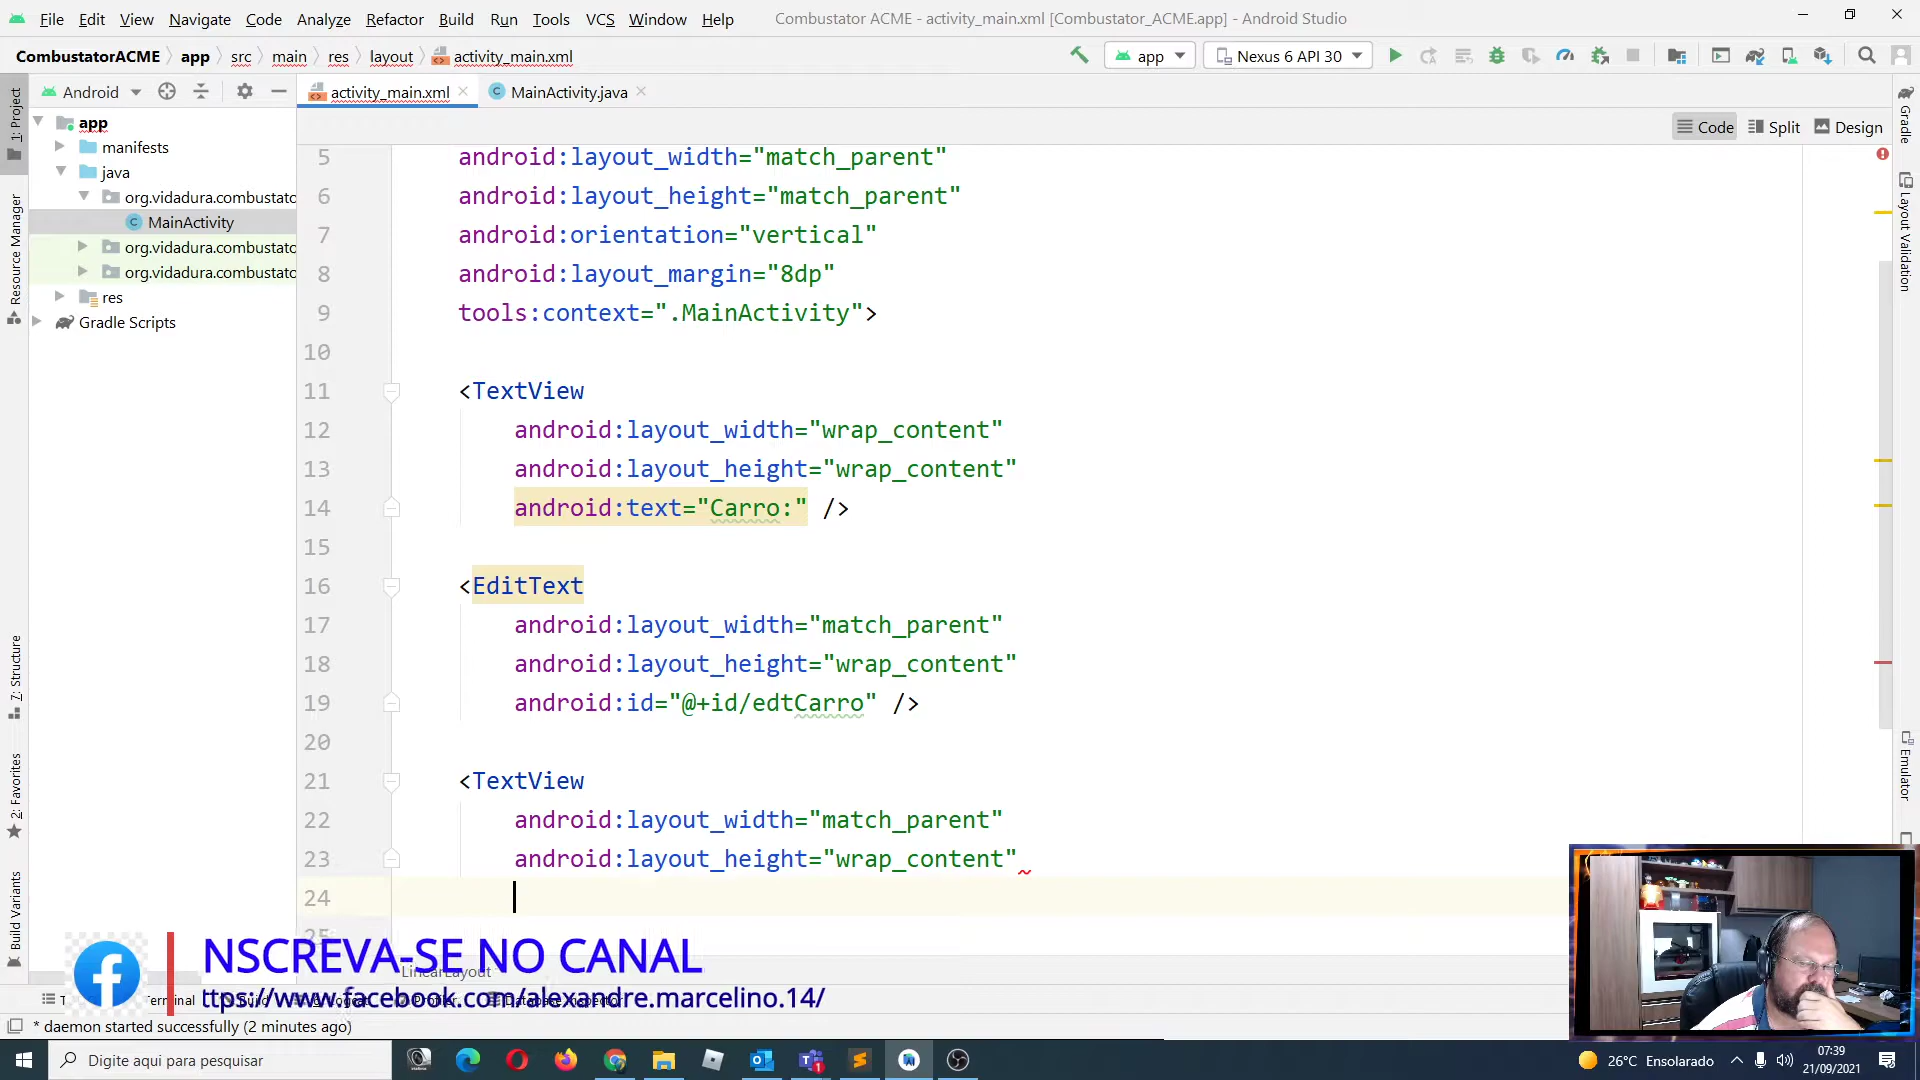 File Edit View Navigate Code Analyze Refactor Build Run Tools VCS Window Help Combustator ACME - activity_main.xml [Combustator_ACME.app] - Android Studio
CombustatorACME app src main res layout activity_main.xml app Nexus 6 API 30
Android activity_main.xml MainActivity.java
Code Split Design
app
manifests
java
org.vidadura.combustato
MainActivity
org.vidadura.combustato
org.vidadura.combustato
res
Gradle Scripts
1: Project
Resource Manager
7: Structure
2: Favorites
Build Variants
5 android:layout_width="match_parent"
6 android:layout_height="match_parent"
7 android:orientation="vertical"
8 android:layout_margin="8dp"
9 tools:context=".MainActivity">
10
11 <TextView
12 android:layout_width="wrap_content"
13 android:layout_height="wrap_content"
14 android:text="Carro:" />
15
16 <EditText
17 android:layout_width="match_parent"
18 android:layout_height="wrap_content"
19 android:id="@+id/edtCarro" />
20
21 <TextView
22 android:layout_width="match_parent"
23 android:layout_height="wrap_content"
24
25
Gradle
Layout Validation
Emulator
NSCREVA-SE NO CANAL
LinearLayout
ttps://www.facebook.com/alexandre.marcelino.14/
* daemon started successfully (2 minutes ago)
Digite aqui para pesquisar
26°C Ensolarado
07:39
21/09/2021